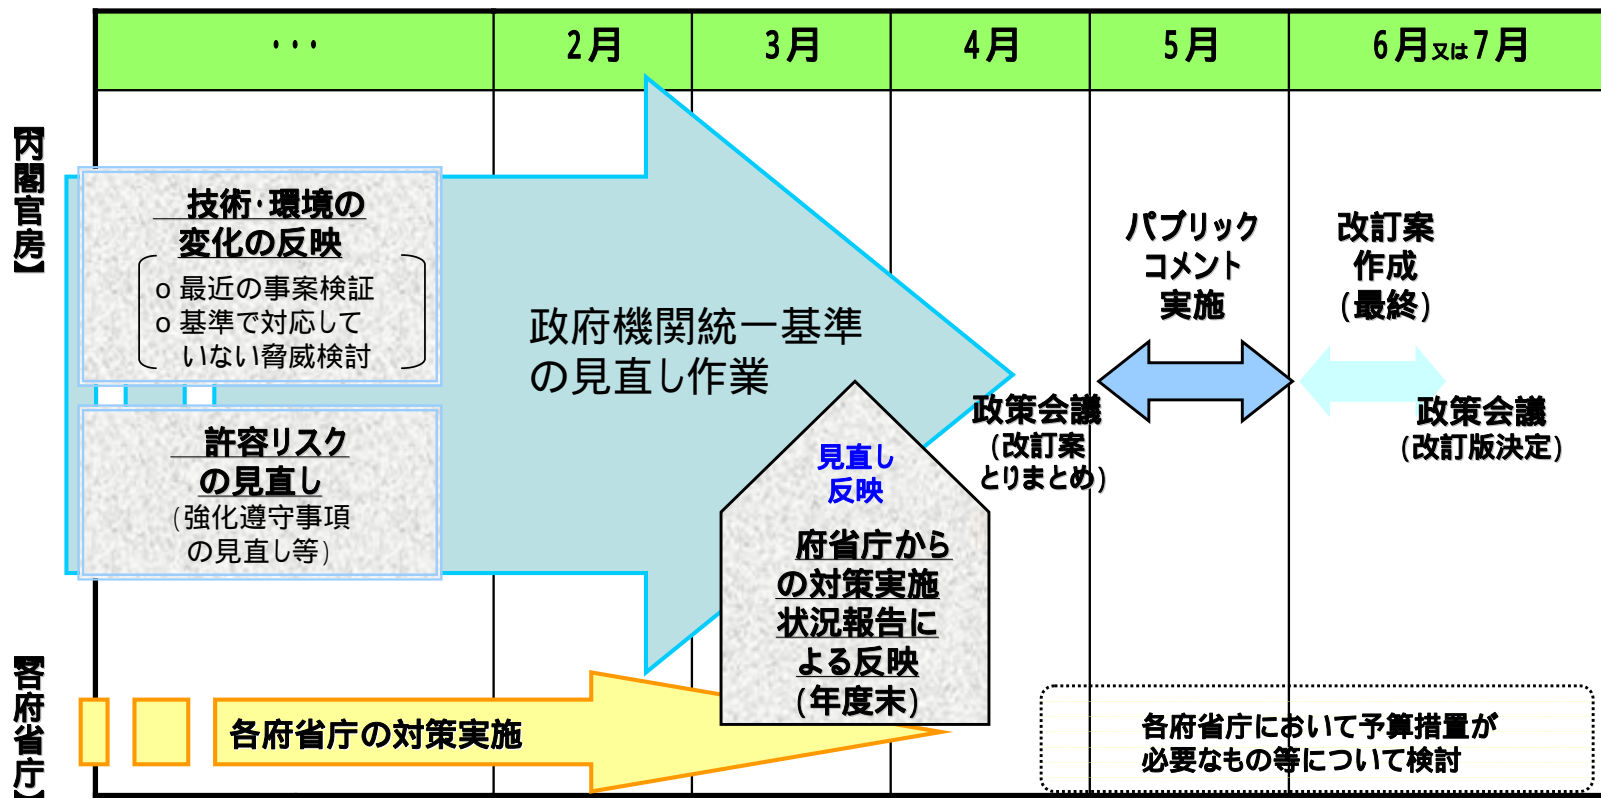 ･･･
2月
3月
4月
5月
6月又は7月
【内閣官房】
技術･環境の
変化の反映
o 最近の事案検証
o 基準で対応して
いない脅威検討
許容リスク
の見直し
(強化遵守事項
の見直し等)
政府機関統一基準
の見直し作業
見直し
反映
府省庁から
の対策実施
状況報告に
よる反映
(年度末)
政策会議
(改訂案
とりまとめ)
パブリック
コメント
実施
改訂案
作成
(最終)
政策会議
(改訂版決定)
【各府省庁】
各府省庁の対策実施
各府省庁において予算措置が
必要なもの等について検討